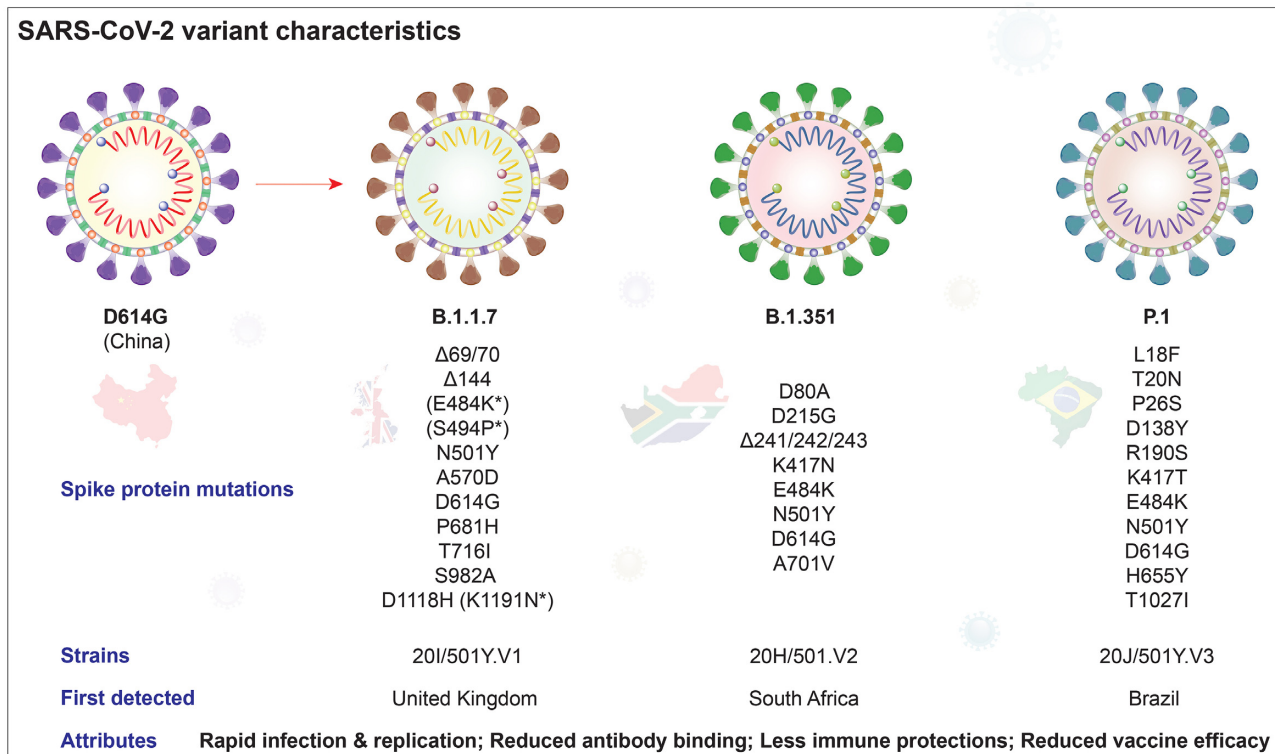 SARS-CoV-2 variant characteristics
D614G
(China)
B.1.1.7
B.1.351
P.1
Spike protein mutations
Δ69/70
Δ144
(E484K*)
(S494P*)
N501Y
A570D
D614G
P681H
T716I
S982A
D1118H (K1191N*)
D80A
D215G
Δ241/242/243
K417N
E484K
N501Y
D614G
A701V
L18F
T20N
P26S
D138Y
R190S
K417T
E484K
N501Y
D614G
H655Y
T1027I
Strains
20I/501Y.V1
20H/501.V2
20J/501Y.V3
First detected
United Kingdom
South Africa
Brazil
Attributes
Rapid infection & replication; Reduced antibody binding; Less immune protections; Reduced vaccine efficacy